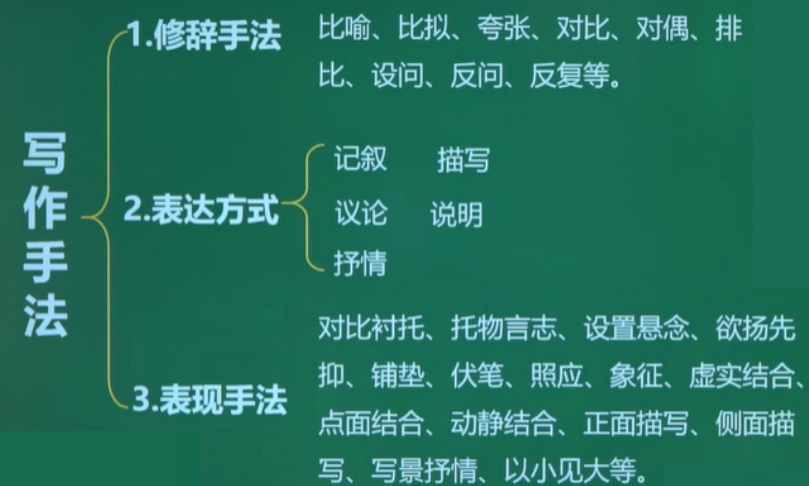 写作手法
1.修辞手法
比喻、比拟、夸张、对比、对偶、排
比、设问、反问、反复等。
2.表达方式
记叙 描写
议论 说明
抒情
3.表现手法
对比衬托、托物言志、设置悬念、欲扬先
抑、铺垫、伏笔、照应、象征、虚实结合、
点面结合、动静结合、正面描写、侧面描
写、写景抒情、以小见大等。